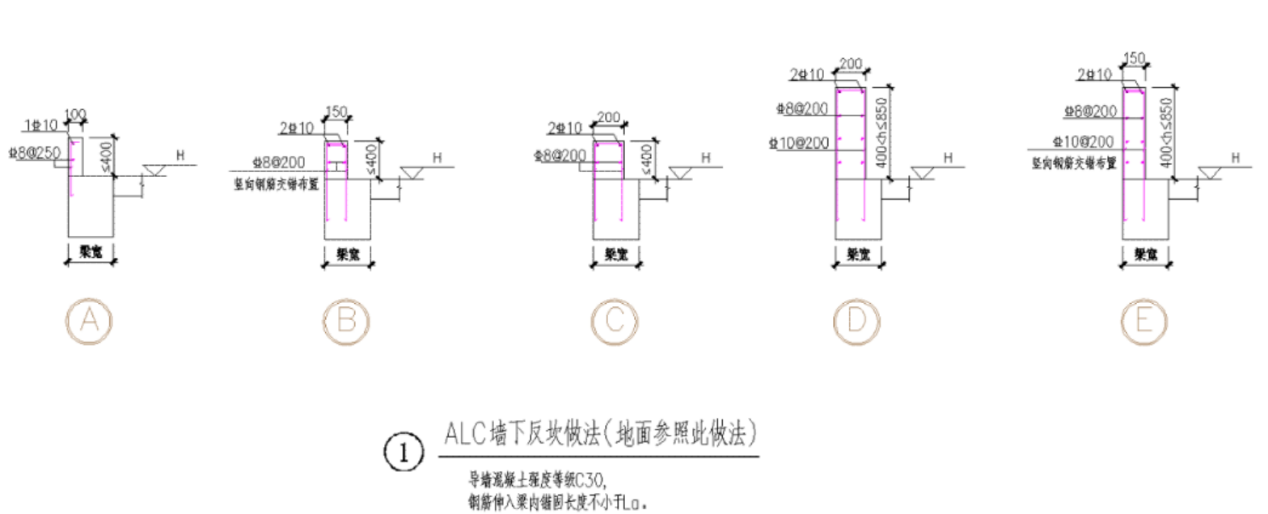 100
1⌀10
⌀8@250
≤400
H
梁宽
A
150
2⌀10
⌀8@200
竖向钢筋交错布置
≤400
H
梁宽
B
200
2⌀10
⌀8@200
≤400
H
梁宽
C
200
2⌀10
⌀8@200
⌀10@200
400<h≤850
H
梁宽
D
150
2⌀10
⌀8@200
⌀10@200
竖向钢筋交错布置
400<h≤850
H
梁宽
E
1 ALC墙下反坎做法(地面参照此做法)
导墙混凝土强度等级C30,
钢筋伸入梁内锚固长度不小于La。